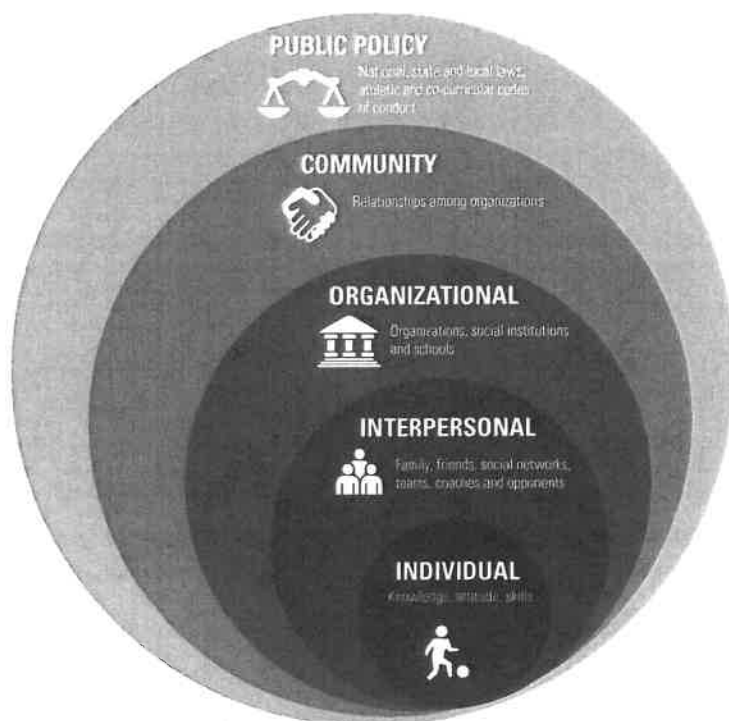 PUBLIC POLICY
National, state and local laws,
athletic and co-curricular codes
of conduct
COMMUNITY
Relationships among organizations
ORGANIZATIONAL
Organizations, social institutions
and schools
INTERPERSONAL
Family, friends, social networks,
teams, coaches and opponents
INDIVIDUAL
Knowledge, attitude, skills